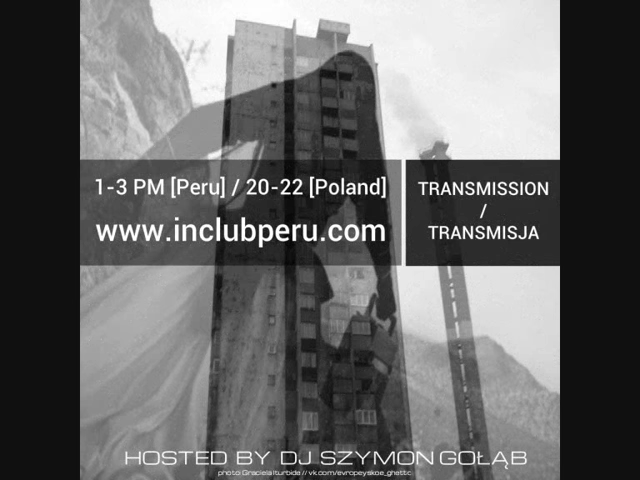 1-3 PM [Peru] / 20-22 [Poland]
www.inclubperu.com
TRANSMISSION
/
TRANSMISJA
HOSTED BY DJ SZYMON GOŁĄB
photo: Graciela Iturbida // vk.com/evropeyskoe_ghetto